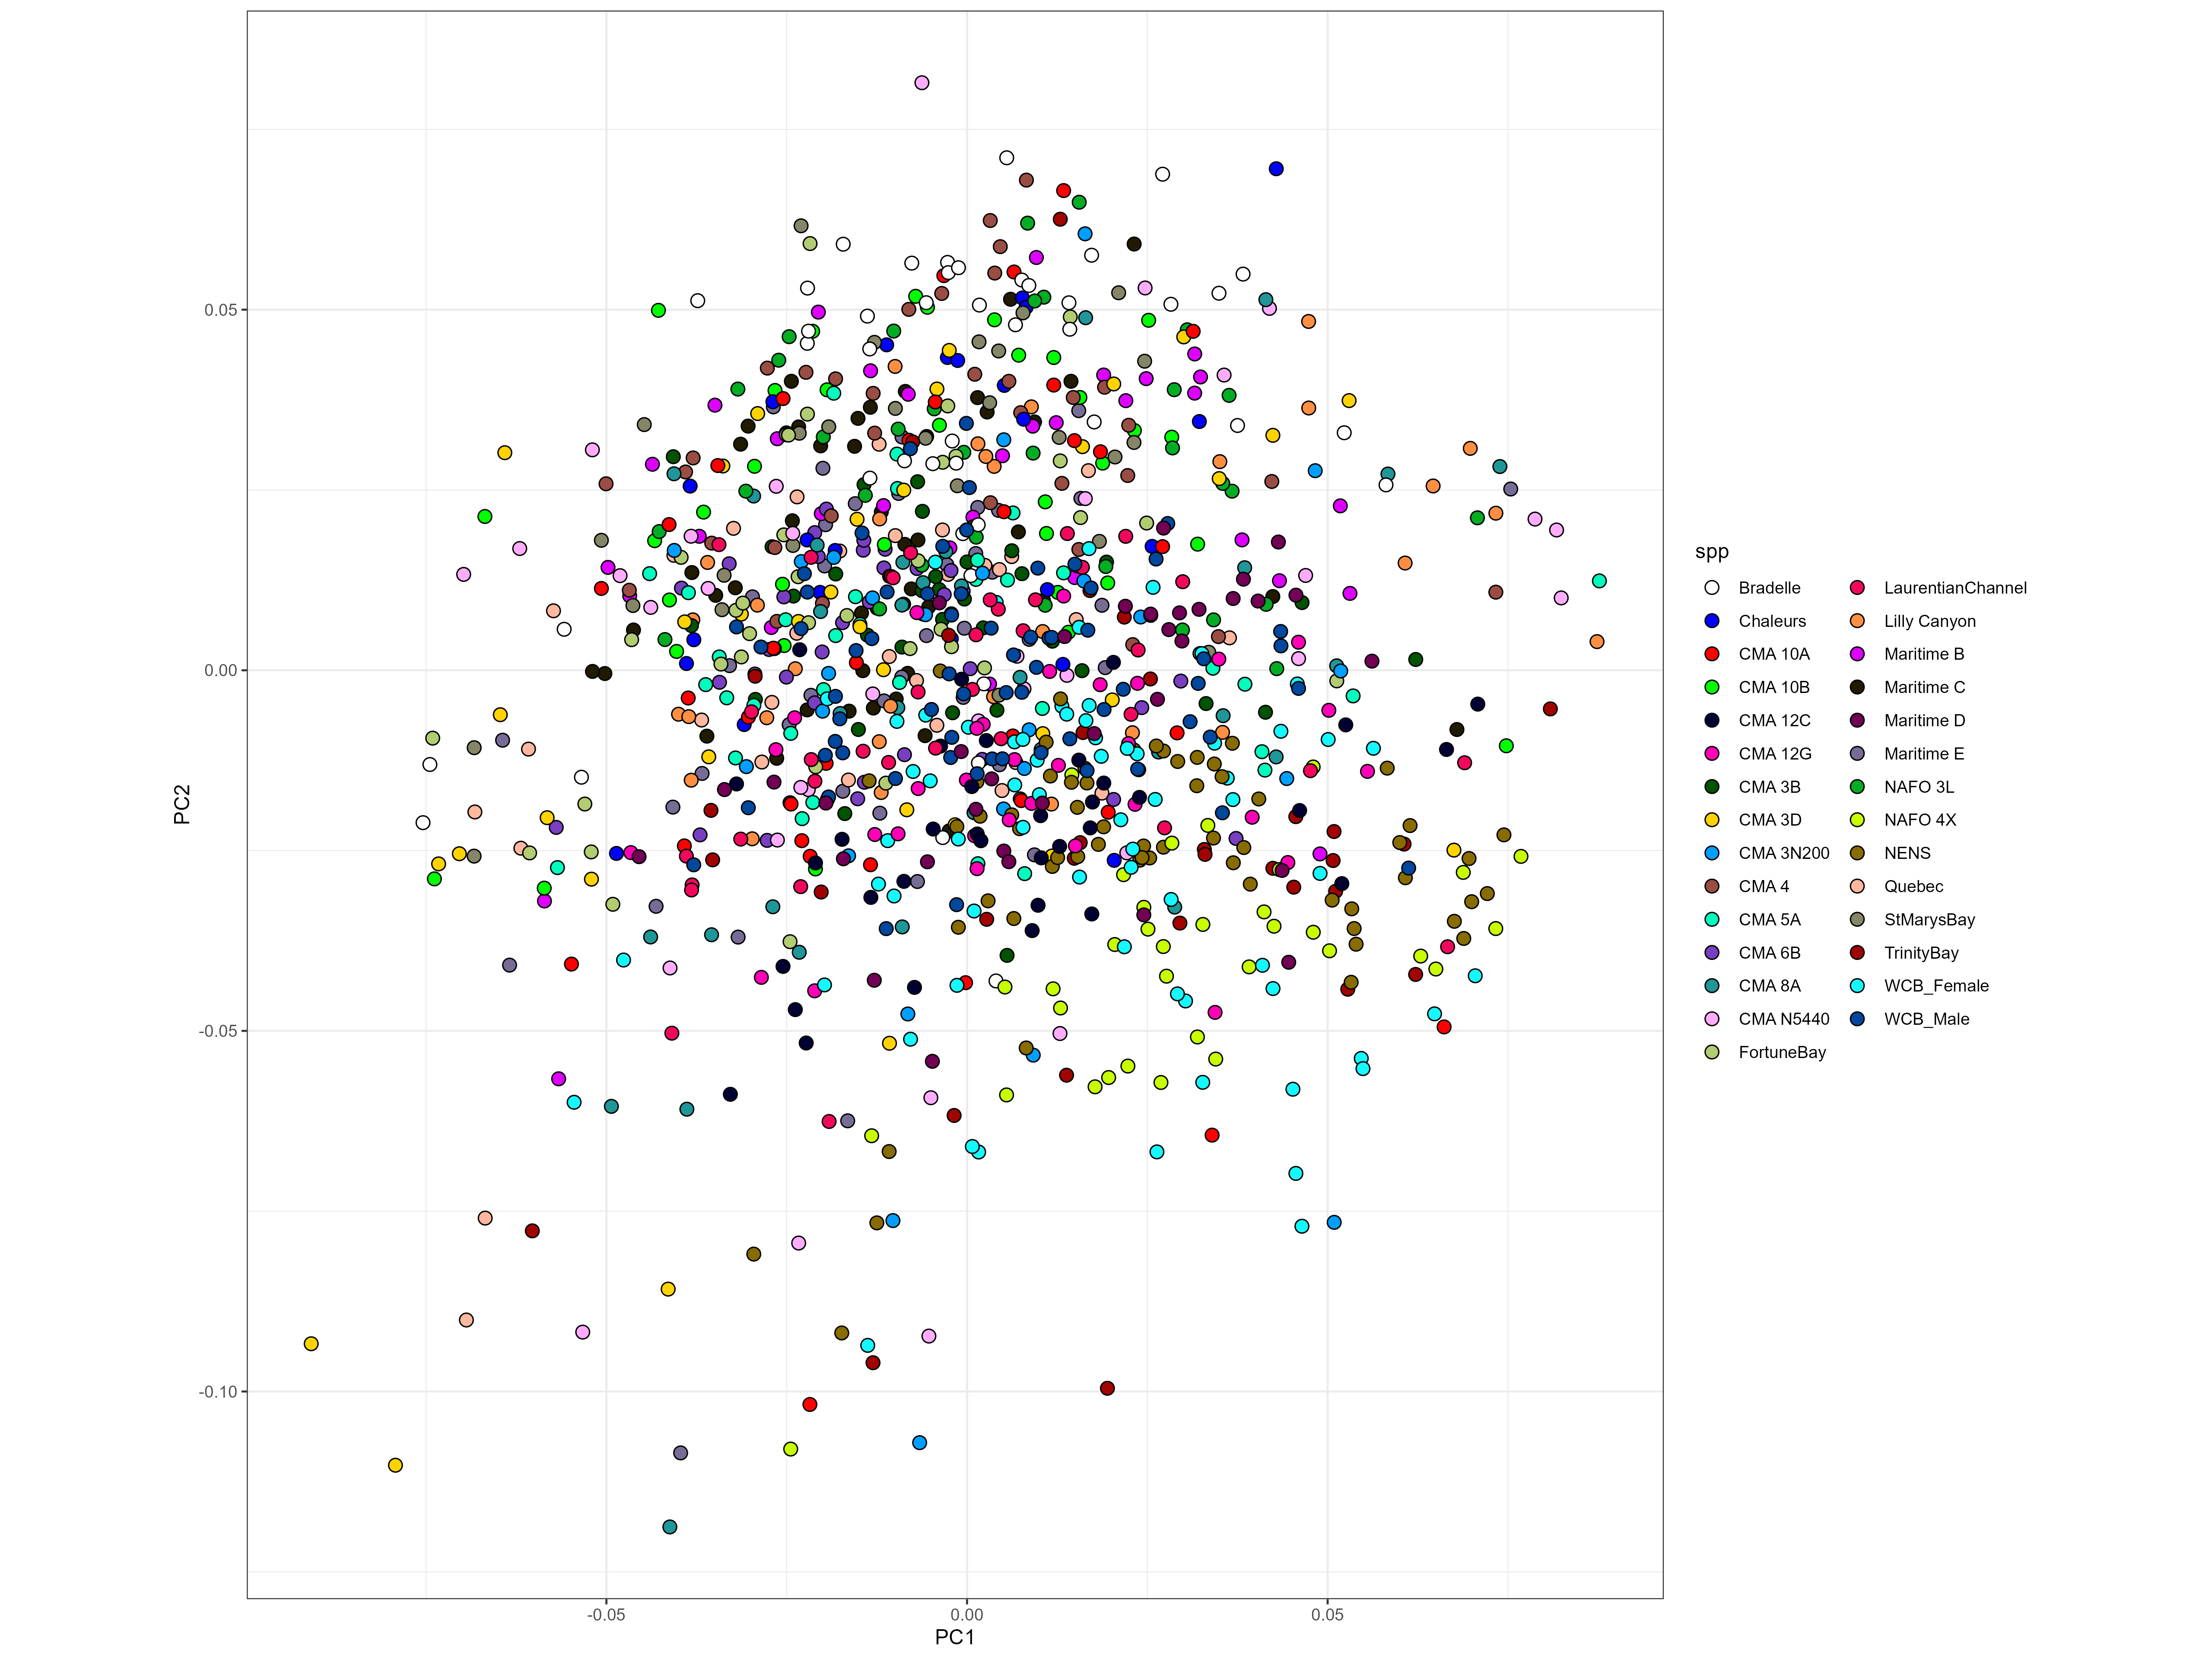 0.05
0.00
-0.05
-0.10
PC2
-0.05
0.00
0.05
PC1
spp
Bradelle
Chaleurs
CMA 10A
CMA 10B
CMA 12C
CMA 12G
CMA 3B
CMA 3D
CMA 3N200
CMA 4
CMA 5A
CMA 6B
CMA 8A
CMA N5440
FortuneBay
LaurentianChannel
Lilly Canyon
Maritime B
Maritime C
Maritime D
Maritime E
NAFO 3L
NAFO 4X
NENS
Quebec
StMarysBay
TrinityBay
WCB_Female
WCB_Male